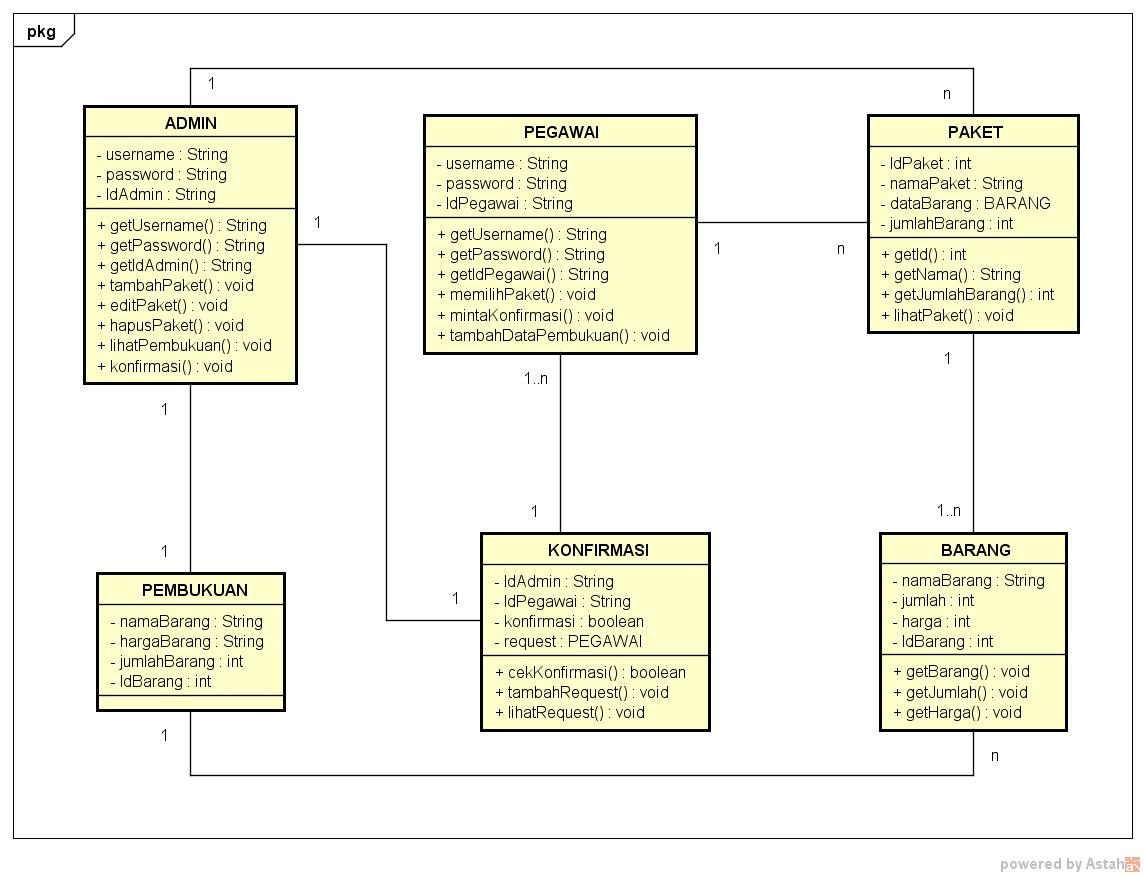 pkg
1
n
ADMIN
- username : String
- password : String
- IdAdmin : String
+ getUsername() : String
+ getPassword() : String
+ getIdAdmin() : String
+ tambahPaket() : void
+ editPaket() : void
+ hapusPaket() : void
+ lihatPembukuan() : void
+ konfirmasi() : void
1
PEGAWAI
- username : String
- password : String
- IdPegawai : String
+ getUsername() : String
+ getPassword() : String
+ getIdPegawai() : String
+ memilihPaket() : void
+ mintaKonfirmasi() : void
+ tambahDataPembukuan() : void
1
n
PAKET
- IdPaket : int
- namaPaket : String
- dataBarang : BARANG
- jumlahBarang : int
+ getId() : int
+ getNama() : String
+ getJumlahBarang() : int
+ lihatPaket() : void
1
1..n
1
1
1
1..n
1
PEMBUKUAN
- namaBarang : String
- hargaBarang : String
- jumlahBarang : int
- IdBarang : int
1
KONFIRMASI
- IdAdmin : String
- IdPegawai : String
- konfirmasi : boolean
- request : PEGAWAI
+ cekKonfirmasi() : boolean
+ tambahRequest() : void
+ lihatRequest() : void
BARANG
- namaBarang : String
- jumlah : int
- harga : int
- IdBarang : int
+ getBarang() : void
+ getJumlah() : void
+ getHarga() : void
n
powered by Astah